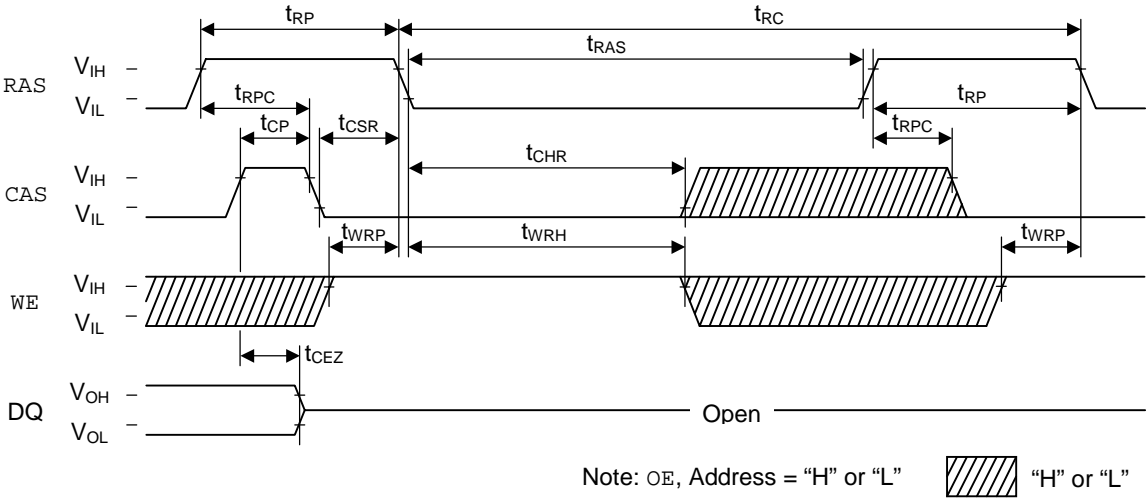 tRP tRC
tRAS
RAS VIH
VIL
tRPC tRP
tCP tCSR tRPC
tCHR
CAS VIH
VIL
tWRP tWRH tWRP
WE VIH
VIL
tCEZ
DQ VOH
VOL
Open
Note: OE, Address = “H” or “L” “H” or “L”